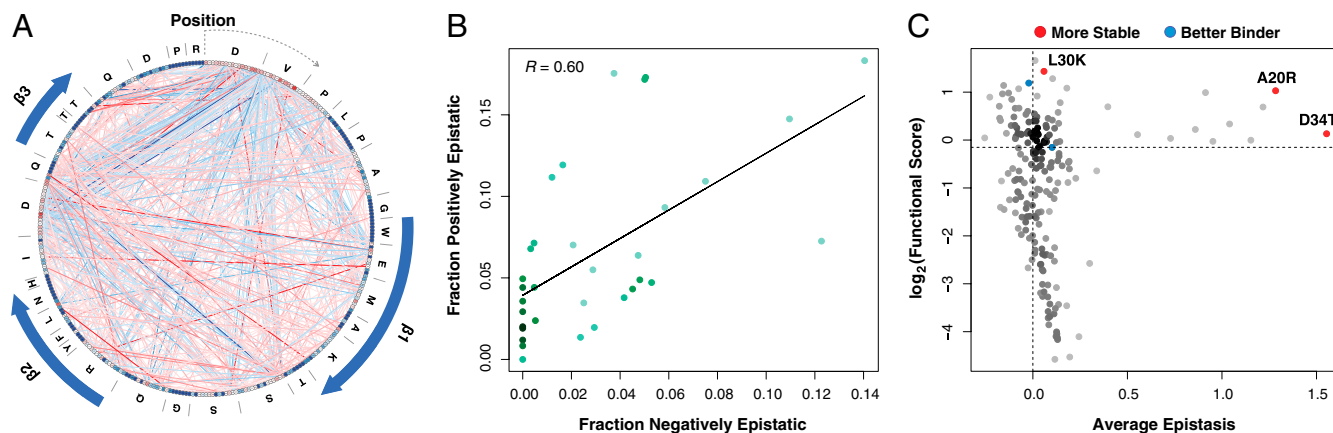 A
Position
D
V
P
L
P
A
G
W
E
M
A
K
T
S
S
G
Q
R
Y
F
L
N
H
I
D
Q
T
T
T
Q
D
P
R
β1
β2
β3
B
R = 0.60
0.15
0.10
0.05
0.00
Fraction Positively Epistatic
0.00 0.02 0.04 0.06 0.08 0.10 0.12 0.14
Fraction Negatively Epistatic
C
More Stable Better Binder
L30K
A20R
D34T
1
0
-1
-2
-3
-4
log2(Functional Score)
0.0 0.5 1.0 1.5
Average Epistasis